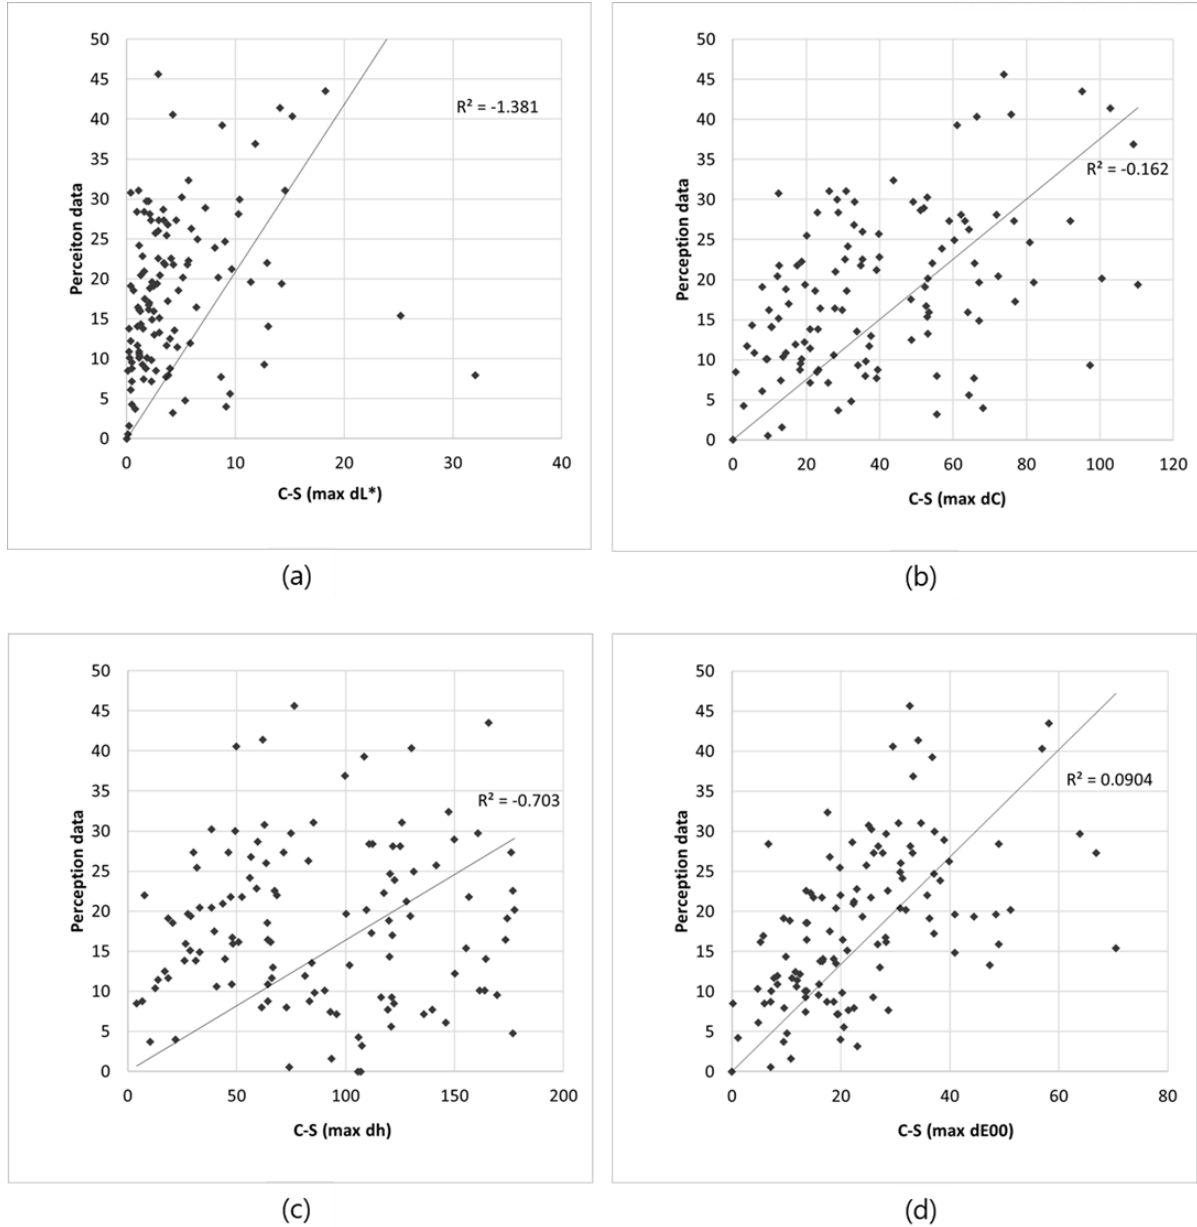 50
45
40
35
30
25
20
15
10
5
0
Perceiton data
R² = -1.381
0 10 20 30 40
C-S (max dL*)
(a)
50
45
40
35
30
25
20
15
10
5
0
Perception data
R² = -0.162
0 20 40 60 80 100 120
C-S (max dC)
(b)
50
45
40
35
30
25
20
15
10
5
0
Perception data
R² = -0.703
0 50 100 150 200
C-S (max dh)
(c)
50
45
40
35
30
25
20
15
10
5
0
Perception data
R² = 0.0904
0 20 40 60 80
C-S (max dE00)
(d)